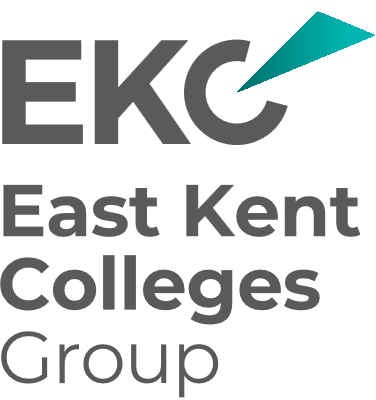 EKC
East Kent
Colleges
Group